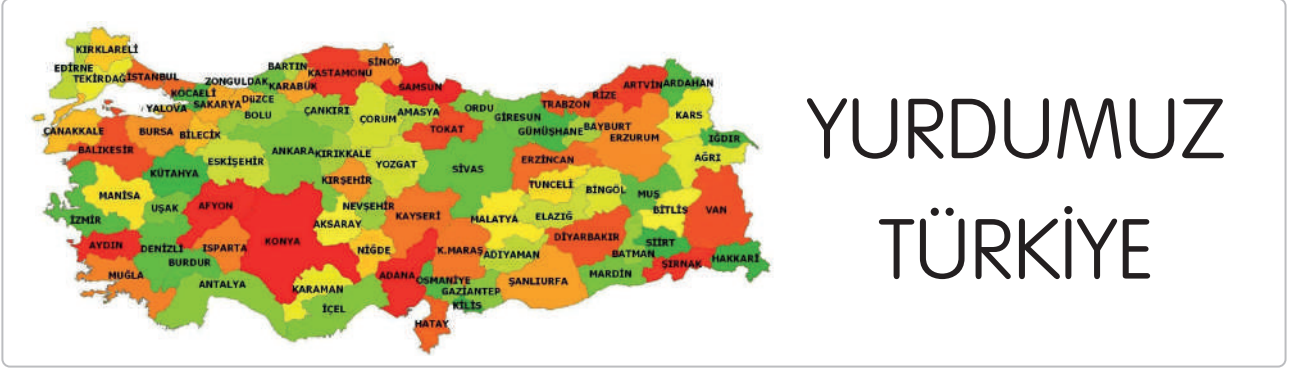 KIRKLARELİ
EDİRNE
TEKİRDAĞ
İSTANBUL
ZONGULDAK
BARTIN
KASTAMONU
SİNOP
KARABÜK
SAMSUN
KOCAELİ
YALOVA
SAKARYA
DÜZCE
BOLU
ÇANKIRI
ÇORUM
AMASYA
ORDU
GİRESUN
TRABZON
RİZE
ARTVİN
ARDAHAN
KARS
ÇANAKKALE
BURSA
BİLECİK
TOKAT
GÜMÜŞHANE
BAYBURT
ERZURUM
IĞDIR
BALIKESİR
KÜTAHYA
ESKİŞEHİR
ANKARA
KIRIKKALE
YOZGAT
SİVAS
ERZİNCAN
AĞRI
MANİSA
UŞAK
AFYON
KIRŞEHİR
NEVŞEHİR
KAYSERİ
MALATYA
ELAZIĞ
TUNCELİ
BİNGÖL
MUŞ
BİTLİS
VAN
İZMİR
AYDIN
DENİZLİ
ISPARTA
KONYA
AKSARAY
NİĞDE
K.MARAŞ
ADIYAMAN
DİYARBAKIR
BATMAN
SİİRT
ŞIRNAK
HAKKARİ
MUĞLA
BURDUR
ANTALYA
KARAMAN
İÇEL
ADANA
OSMANİYE
GAZİANTEP
KİLİS
ŞANLIURFA
MARDİN
HATAY
YURDUMUZ
TÜRKİYE